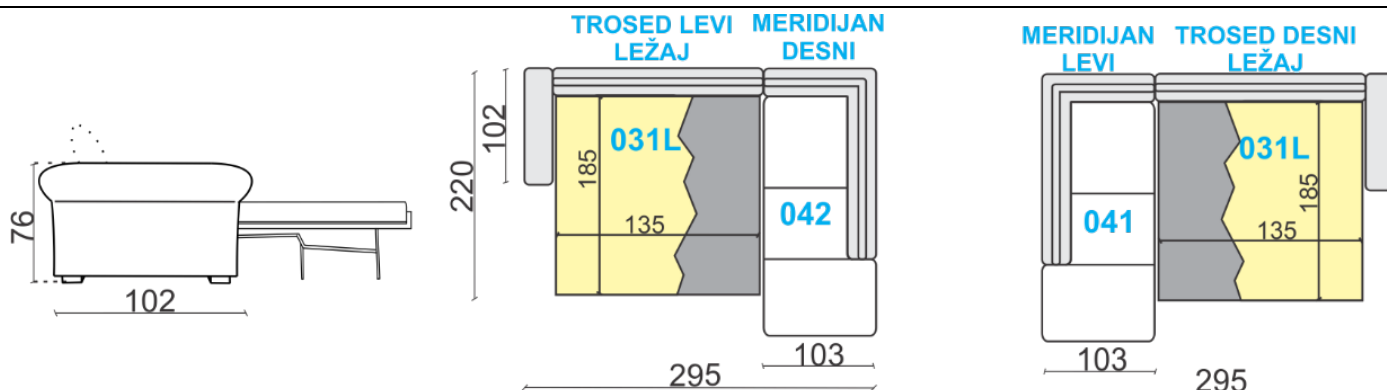 76
102
TROSED LEVI
LEŽAJ
MERIDIJAN
DESNI
102
220
031L
185
135
042
103
295
MERIDIJAN
LEVI
TROSED DESNI
LEŽAJ
031L
185
135
041
103
295